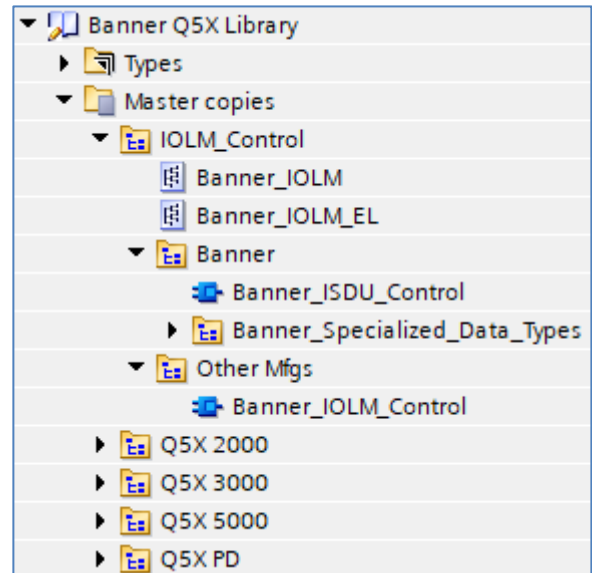 Banner Q5X Library
Types
Master copies
IOLM_Control
Banner_IOLM
Banner_IOLM_EL
Banner
Banner_ISDU_Control
Banner_Specialized_Data_Types
Other Mfgs
Banner_IOLM_Control
Q5X 2000
Q5X 3000
Q5X 5000
Q5X PD